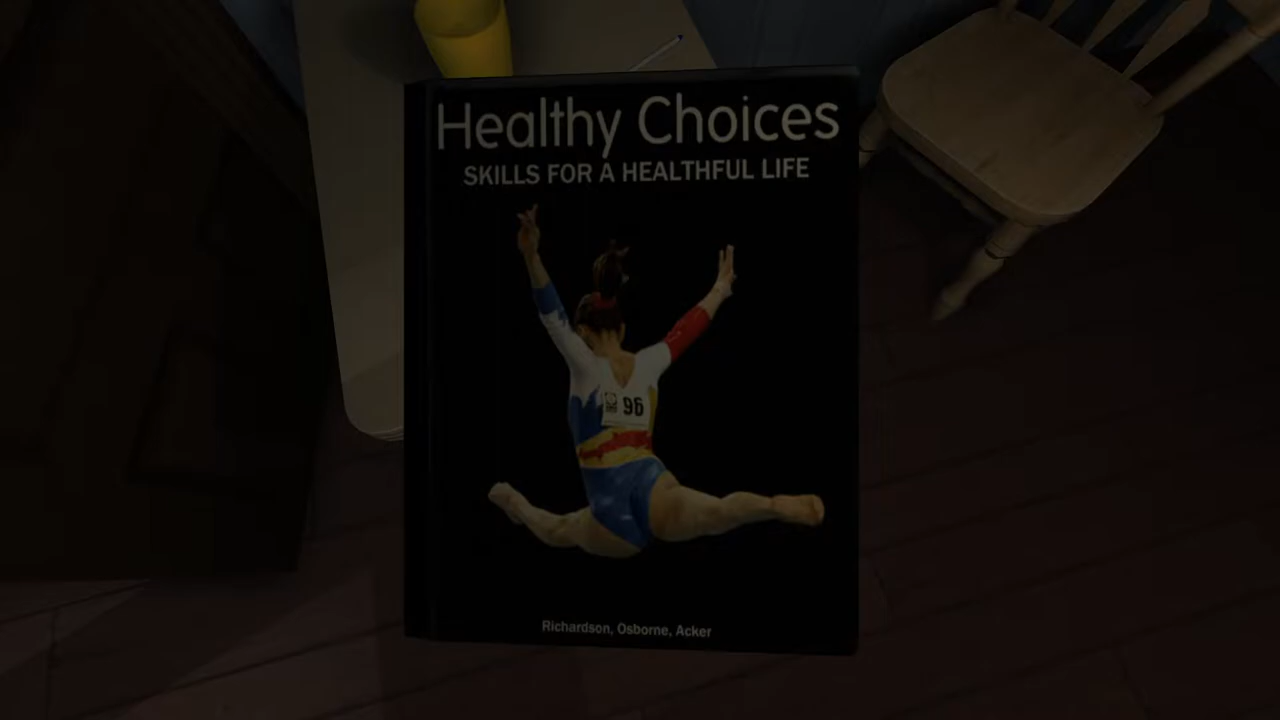 Healthy Choices
SKILLS FOR A HEALTHFUL LIFE
96
Richardson, Osborne, Acker